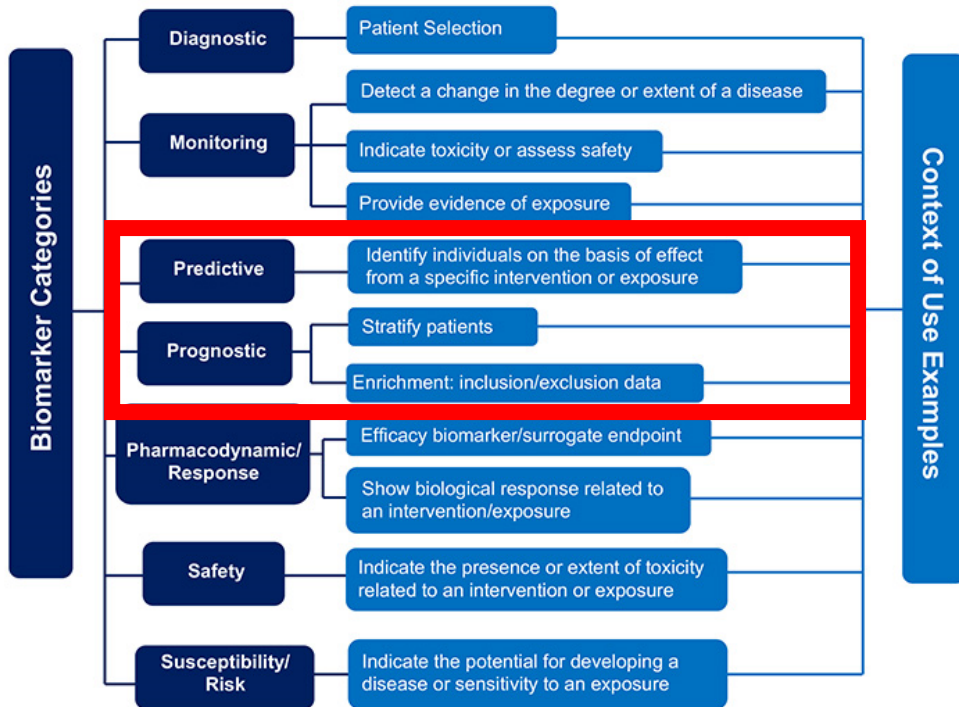 Biomarker Categories
Diagnostic
Patient Selection
Monitoring
Detect a change in the degree or extent of a disease
Indicate toxicity or assess safety
Provide evidence of exposure
Predictive
Identify individuals on the basis of effect
from a specific intervention or exposure
Prognostic
Stratify patients
Enrichment: inclusion/exclusion data
Pharmacodynamic/
Response
Efficacy biomarker/surrogate endpoint
Show biological response related to
an intervention/exposure
Safety
Indicate the presence or extent of toxicity
related to an intervention or exposure
Susceptibility/
Risk
Indicate the potential for developing a
disease or sensitivity to an exposure
Context of Use Examples